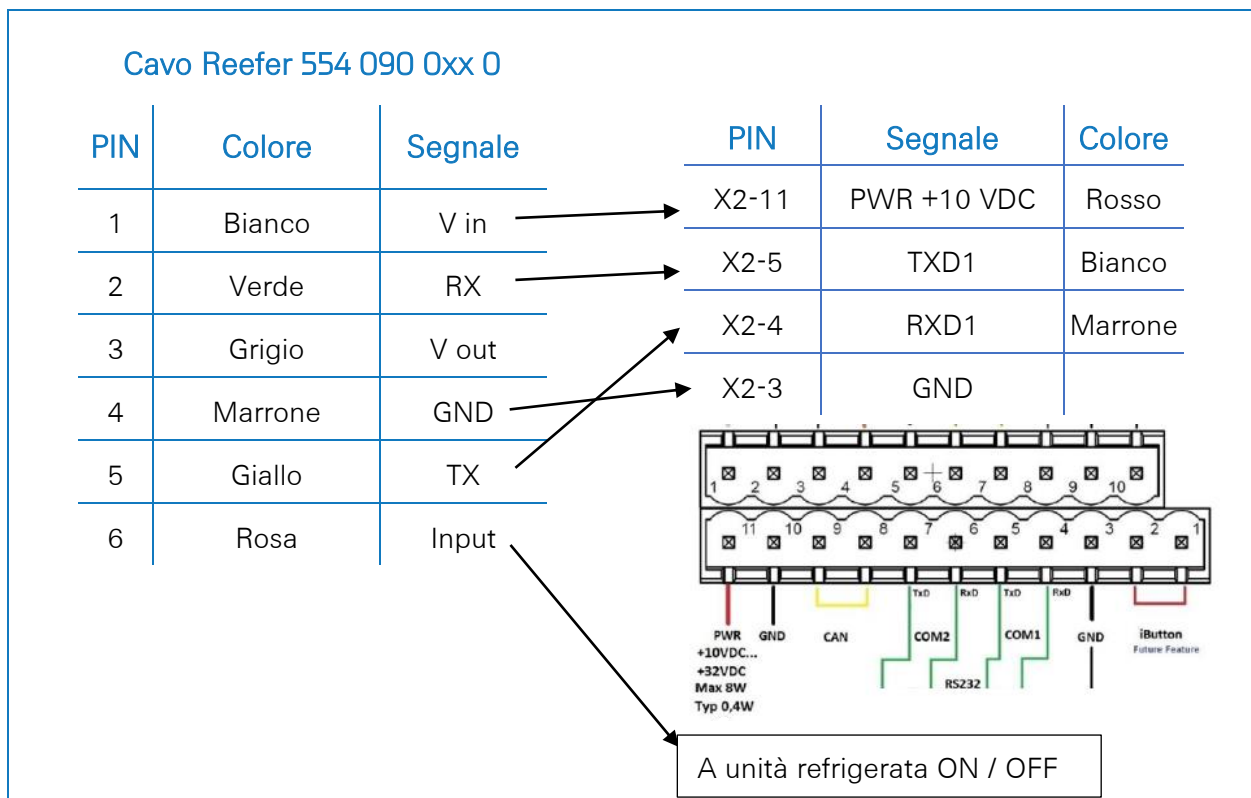 Cavo Reefer 554 090 0xx 0
PIN Colore Segnale
1 Bianco V in
2 Verde RX
3 Grigio V out
4 Marrone GND
5 Giallo TX
6 Rosa Input
PIN Segnale Colore
X2-11 PWR +10 VDC Rosso
X2-5 TXD1 Bianco
X2-4 RXD1 Marrone
X2-3 GND
1 2 3 4 5 6 7 8 9 10
11 10 9 8 7 6 5 4 3 2 1
TxD RxD TxD RxD
PWR GND CAN COM2 COM1 GND iButton
+10VDC... Future Feature
+32VDC
Max 8W RS232
Typ 0,4W
A unità refrigerata ON / OFF